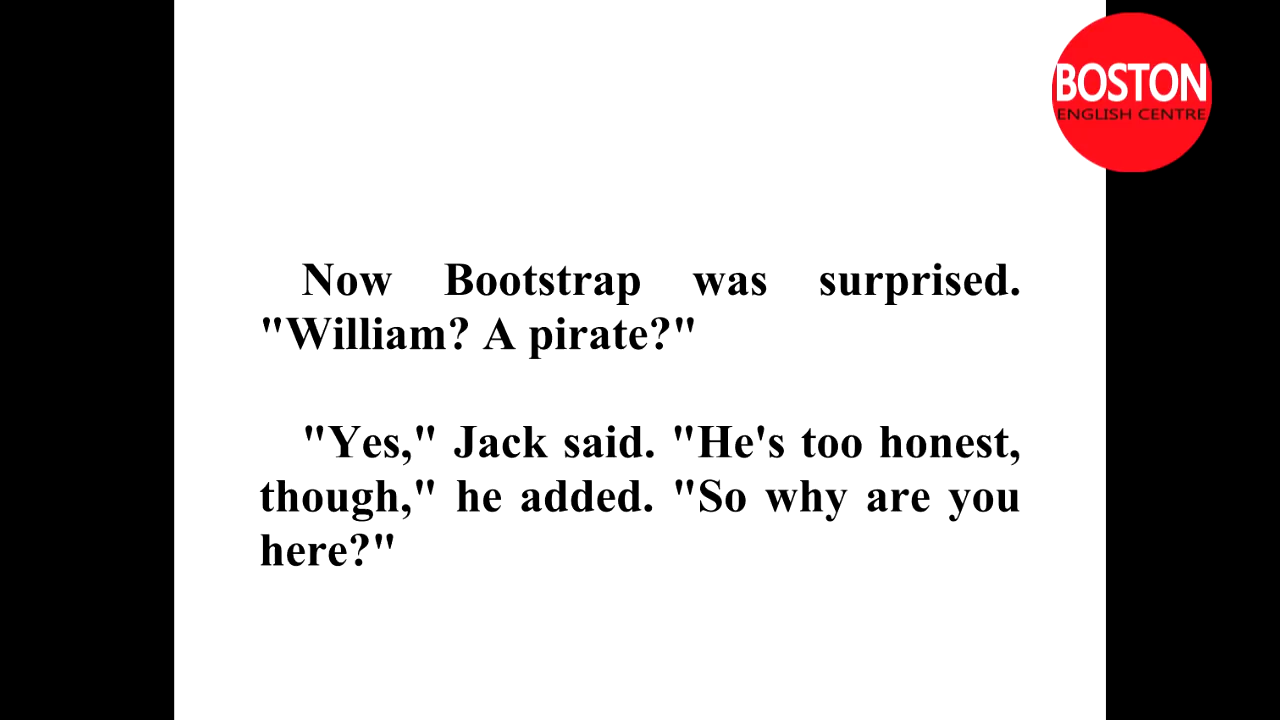 BOSTON
ENGLISH CENTRE
Now Bootstrap was surprised.
"William? A pirate?"
"Yes," Jack said. "He's too honest,
though," he added. "So why are you
here?"